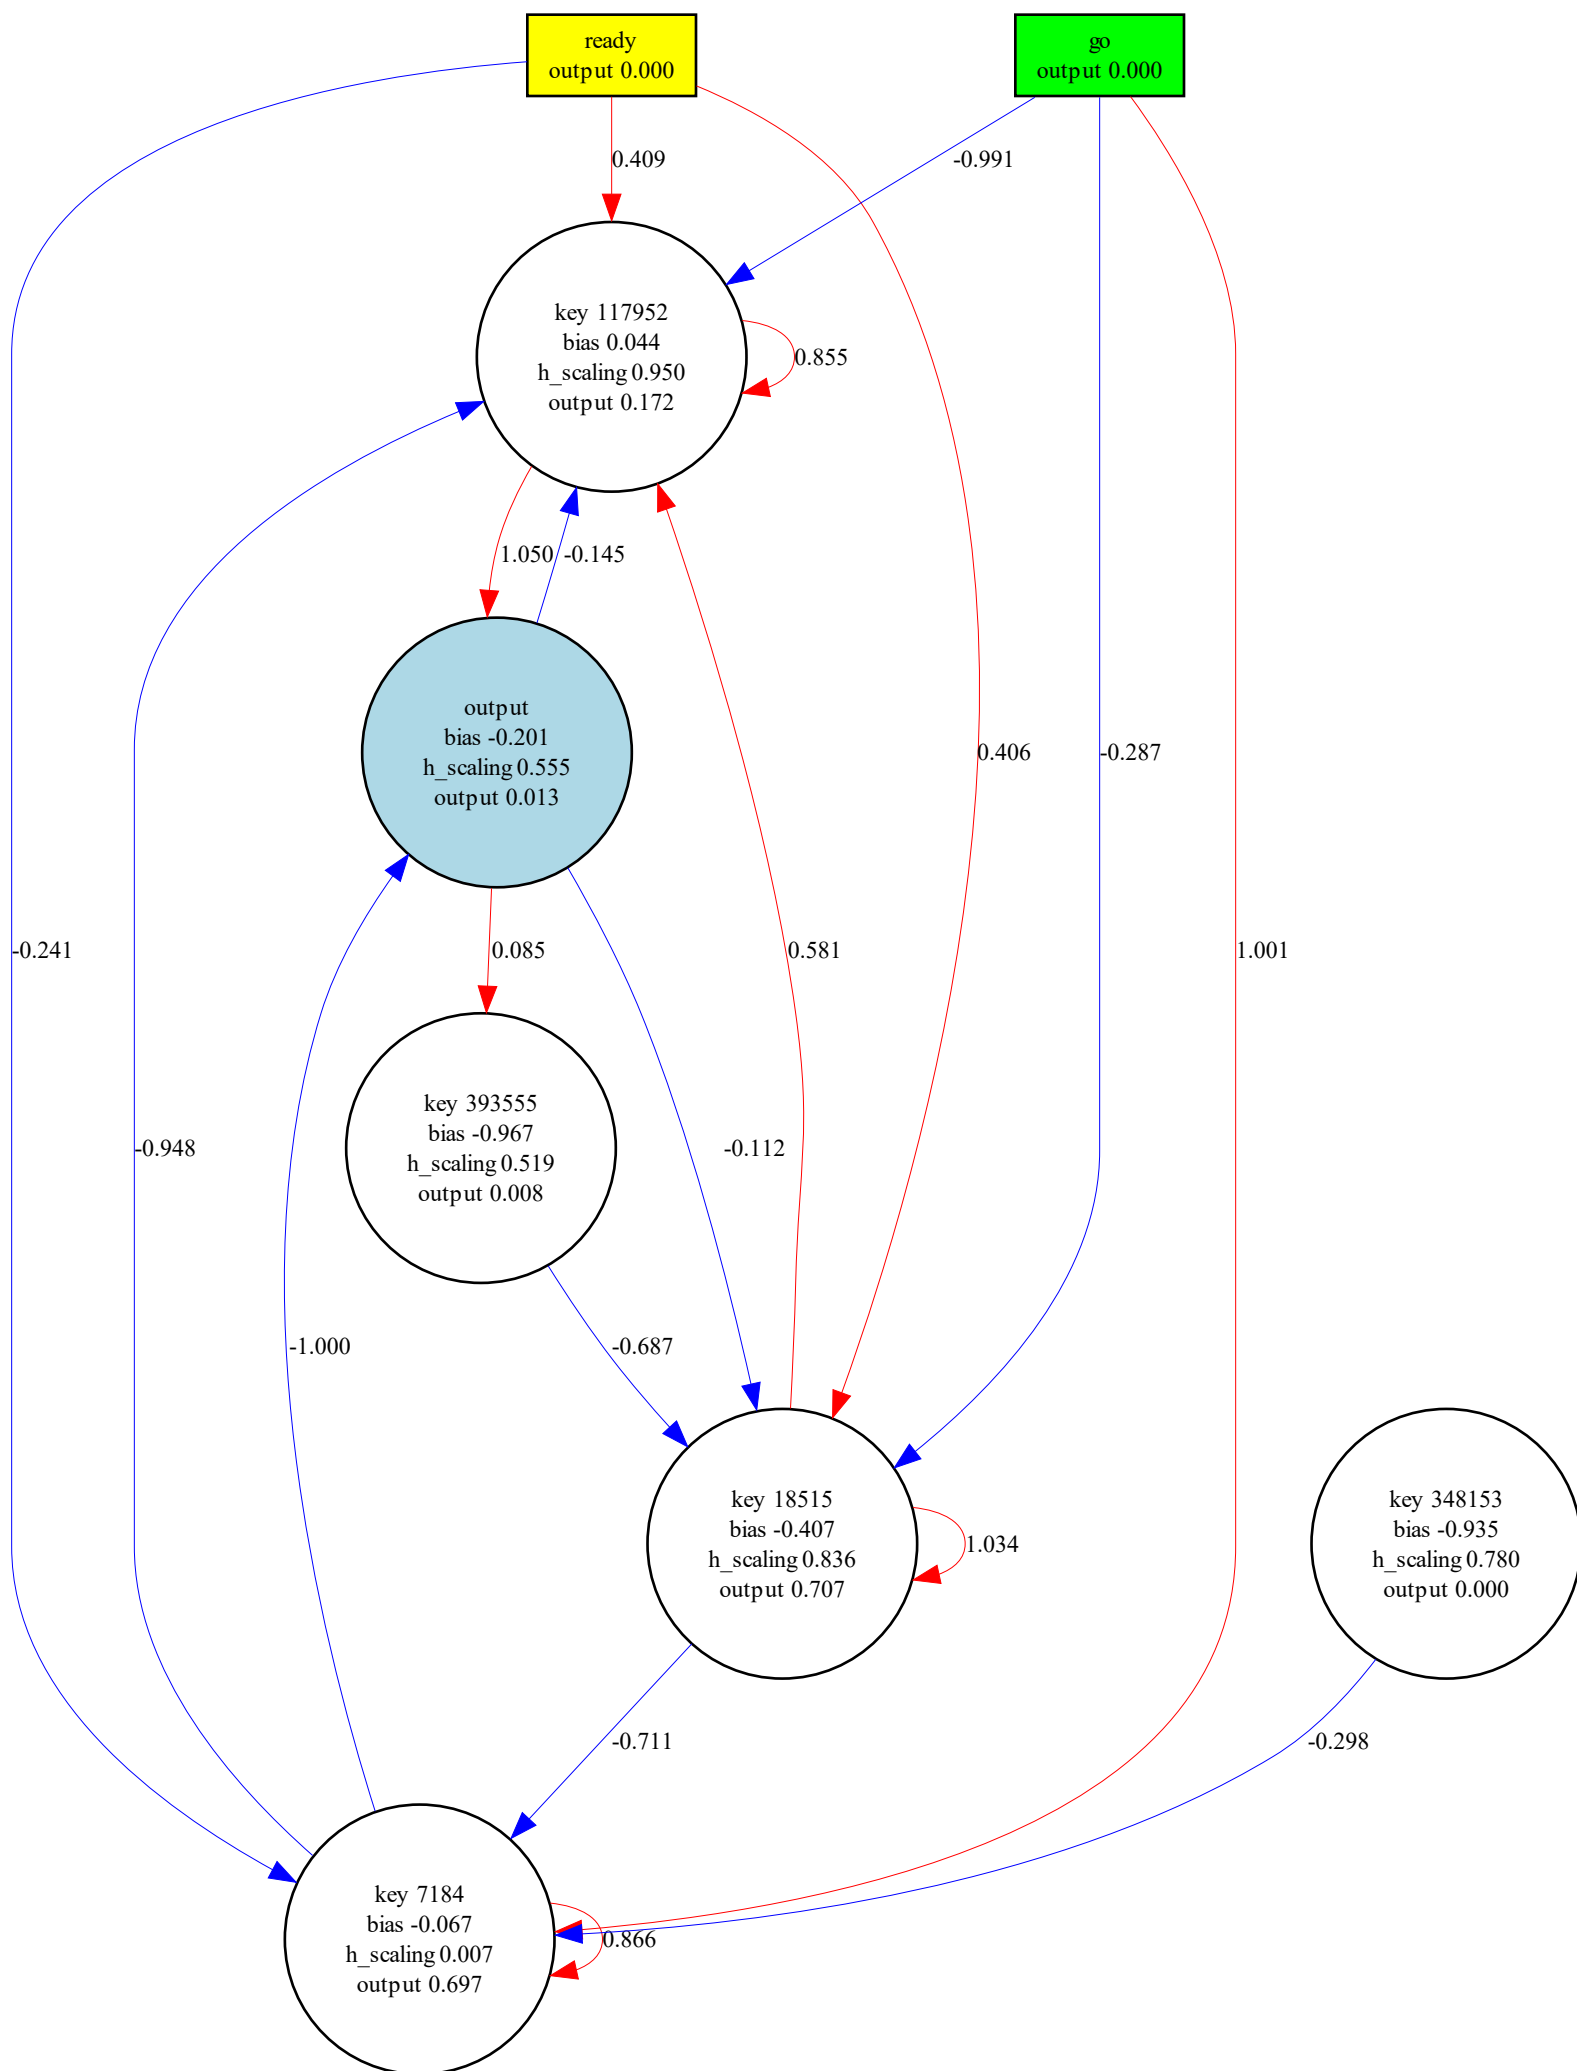 ready
output 0.000
go
output 0.000
0.409
-0.991
key 117952
bias 0.044
h_scaling 0.950
output 0.172
0.855
1.050
-0.145
output
bias -0.201
h_scaling 0.555
output 0.013
0.406
-0.287
-0.241
0.085
0.581
1.001
key 393555
bias -0.967
h_scaling 0.519
output 0.008
-0.948
-0.112
-1.000
-0.687
key 18515
bias -0.407
h_scaling 0.836
output 0.707
1.034
key 348153
bias -0.935
h_scaling 0.780
output 0.000
-0.711
-0.298
key 7184
bias -0.067
h_scaling 0.007
output 0.697
0.866